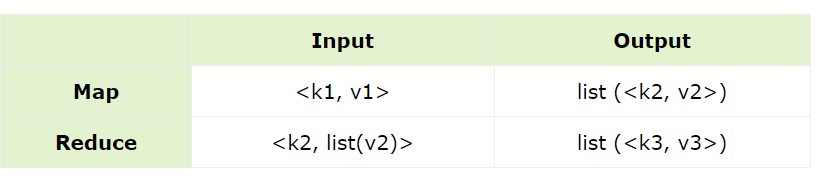 Input Output
Map <k1, v1> list (<k2, v2>)
Reduce <k2, list(v2)> list (<k3, v3>)